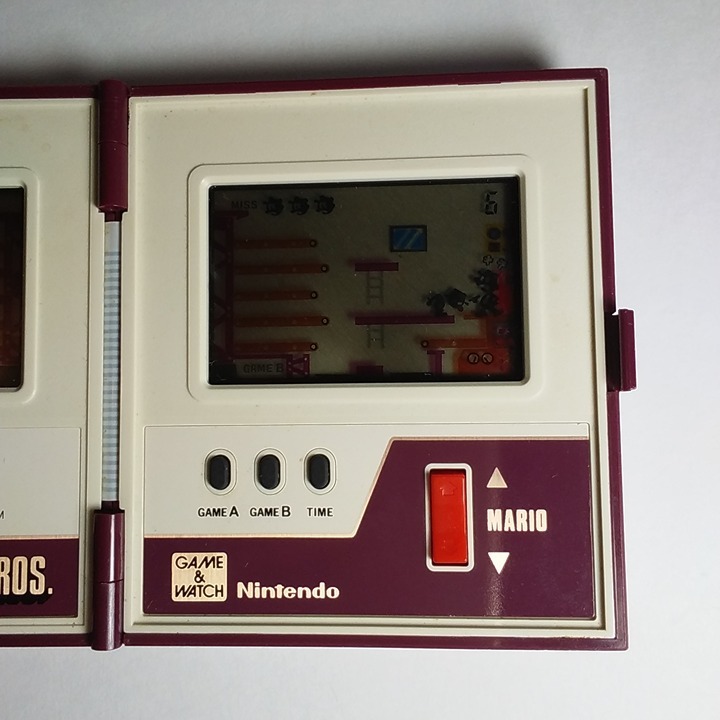 MISS 6
GAME B
GAME A GAME B TIME
MARIO
GAME
&
WATCH
Nintendo
ROS.
M